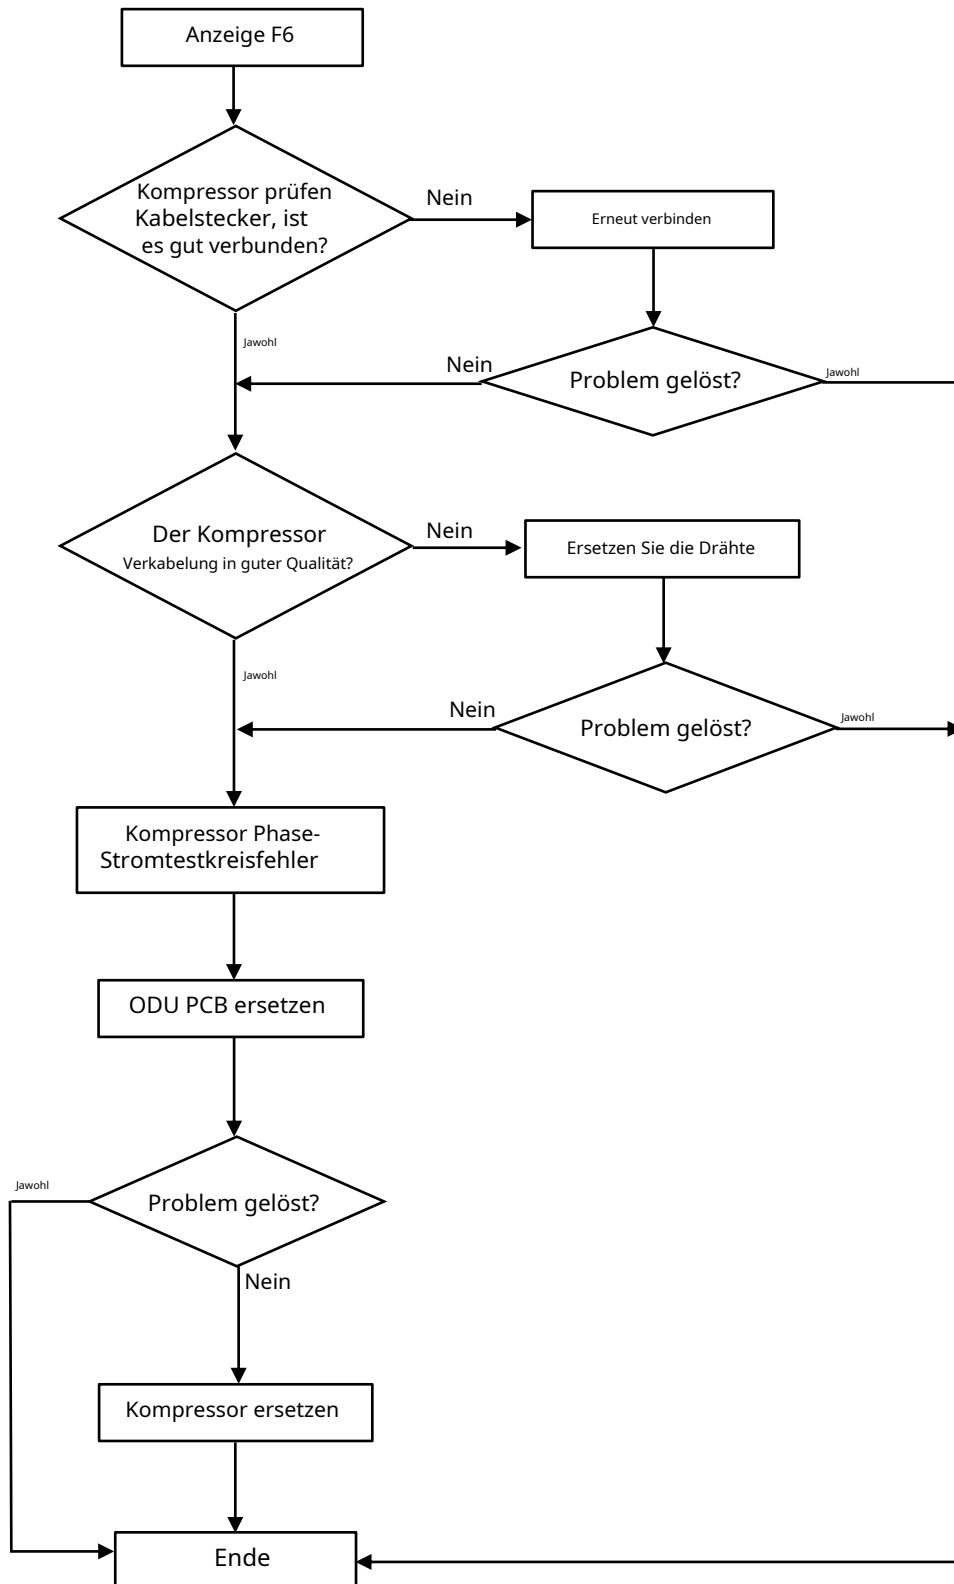 Anzeige F6
Kompressor prüfen
Kabelstecker, ist
es gut verbunden?
Nein
Erneut verbinden
Jawohl
Nein
Problem gelöst?
Jawohl
Der Kompressor
Verkabelung in guter Qualität?
Nein
Ersetzen Sie die Drähte
Jawohl
Nein
Problem gelöst?
Jawohl
Kompressor Phase-
Stromtestkreisfehler
ODU PCB ersetzen
Jawohl
Problem gelöst?
Nein
Kompressor ersetzen
Ende